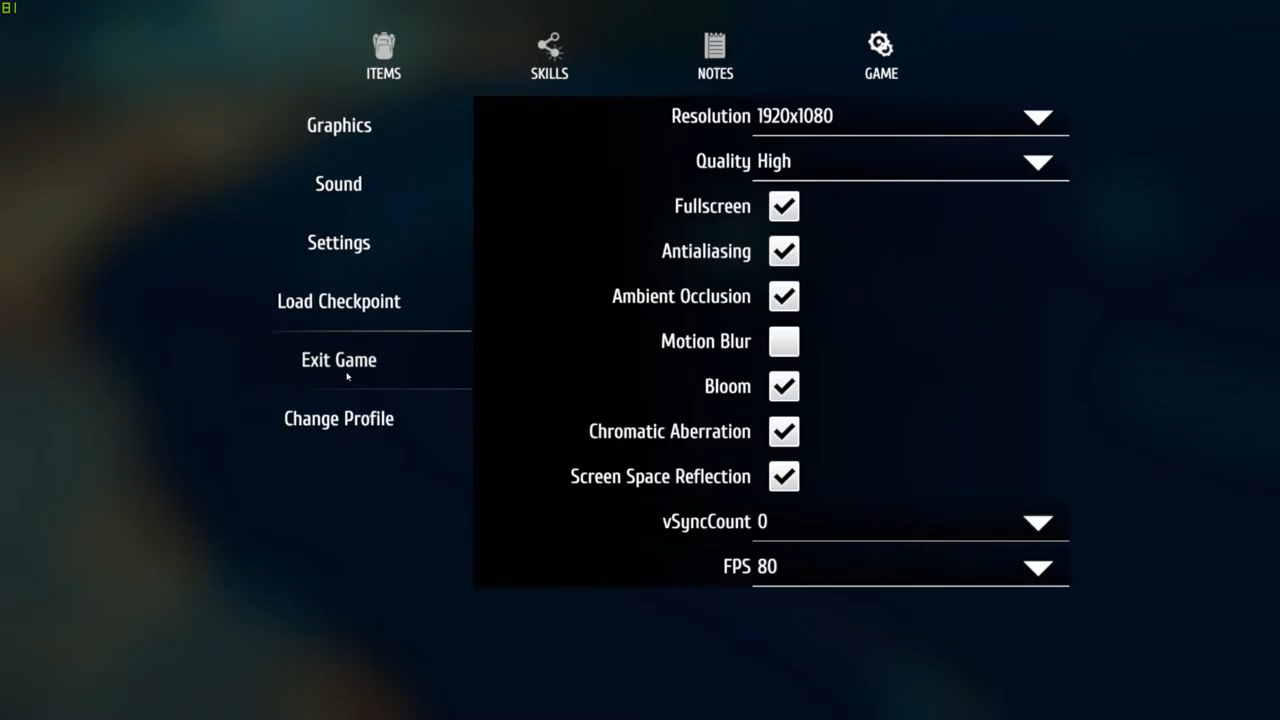 81
ITEMS
SKILLS
NOTES
GAME
Graphics
Sound
Settings
Load Checkpoint
Exit Game
Change Profile
Resolution 1920x1080
Quality High
Fullscreen
Antialiasing
Ambient Occlusion
Motion Blur
Bloom
Chromatic Aberration
Screen Space Reflection
vSyncCount 0
FPS 80